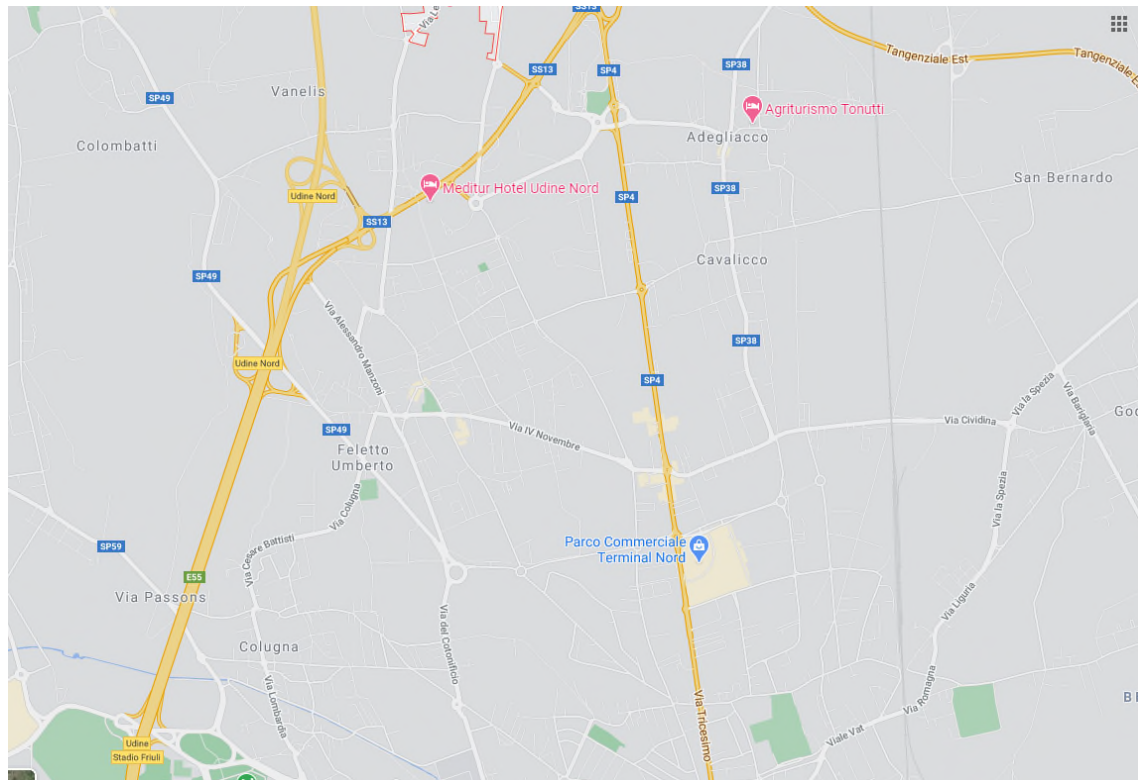 SS13
Via Le
SP4
SP38
Tangenziale Est
Tangenziale Es
SS13
Vanelis
SP49
Agriturismo Tonutti
Adegliacco
Colombatti
San Bernardo
Meditur Hotel Udine Nord
SP38
Udine Nord
SP4
SS13
Cavalicco
SP49
Via Alessandro Manzoni
SP38
Udine Nord
SP4
Via la Spezia
Via Bariglaria
Via Cividina
SP49
Via IV Novembre
Feletto
Umberto
Via Colugna
Via la Spezia
Parco Commerciale
Terminal Nord
SP59
Via Cesare Battisti
E55
Via Passons
Via Liguria
Via del Cotonificio
Colugna
Via Lombardia
Via Tricesimo
Via Romagna
Viale Vat
Udine
Stadio Friuli